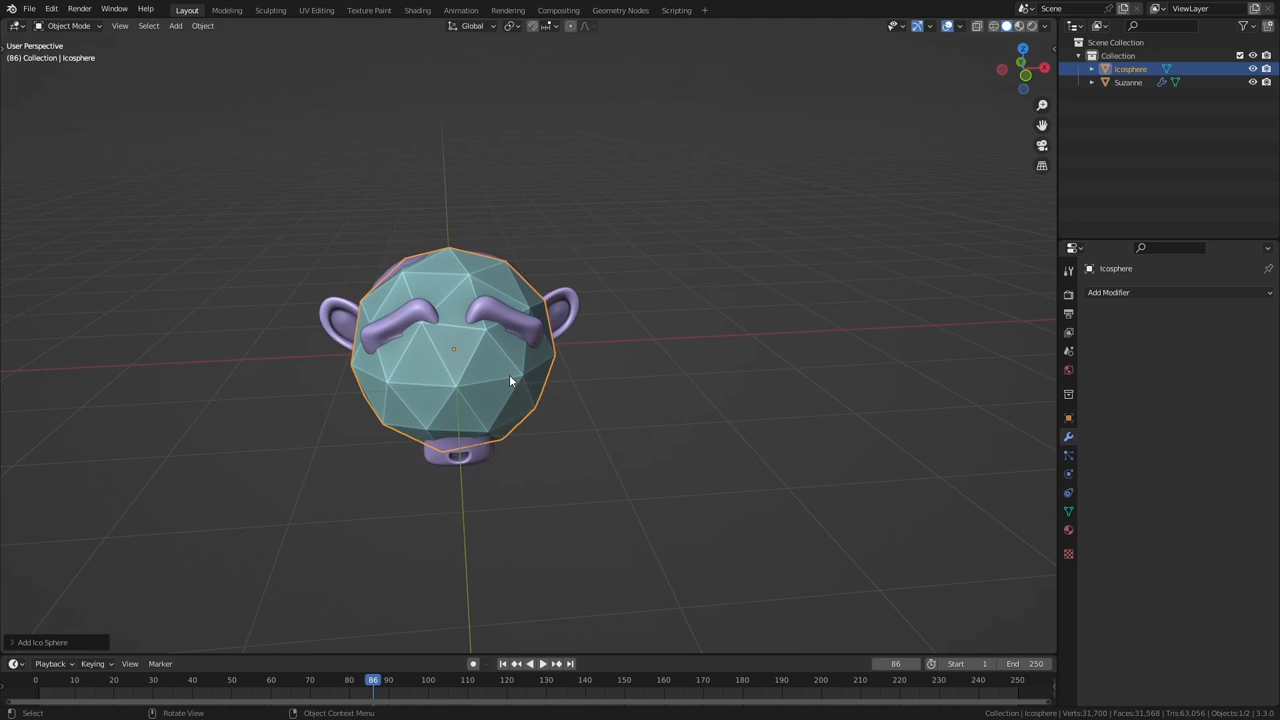 File Edit Render Window Help Layout Modeling Sculpting UV Editing Texture Paint Shading Animation Rendering Compositing Geometry Nodes Scripting + Scene ViewLayer
Object Mode View Select Add Object Global
User Perspective
(86) Collection | Icosphere
Z
Y
X
Scene Collection
Collection
Icosphere
Suzanne
Icosphere
Add Modifier
Add Ico Sphere
Playback Keying View Marker 86 Start 1 End 250
0 10 20 30 40 50 60 70 80 86 90 100 110 120 130 140 150 160 170 180 190 200 210 220 230 240 250
Select Rotate View Object Context Menu Collection | Icosphere | Verts:31,700 | Faces:31,568 | Tris:63,056 | Objects:1/2 | 3.3.0